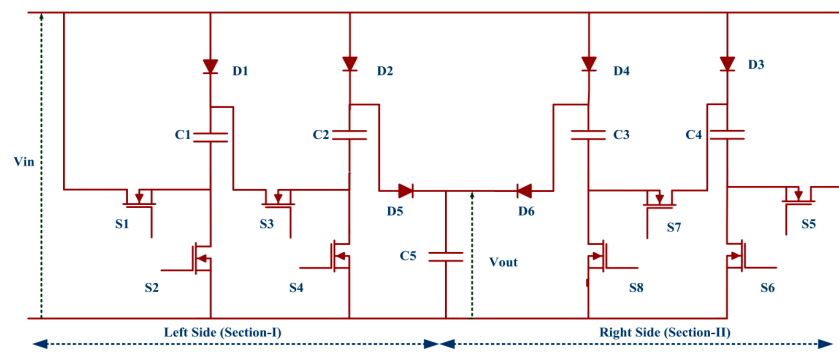 D1
D2
D4
D3
C1
C2
C3
C4
Vin
S1
S3
D5
D6
S7
S5
S2
S4
C5
Vout
S8
S6
Left Side (Section-I)
Right Side (Section-II)